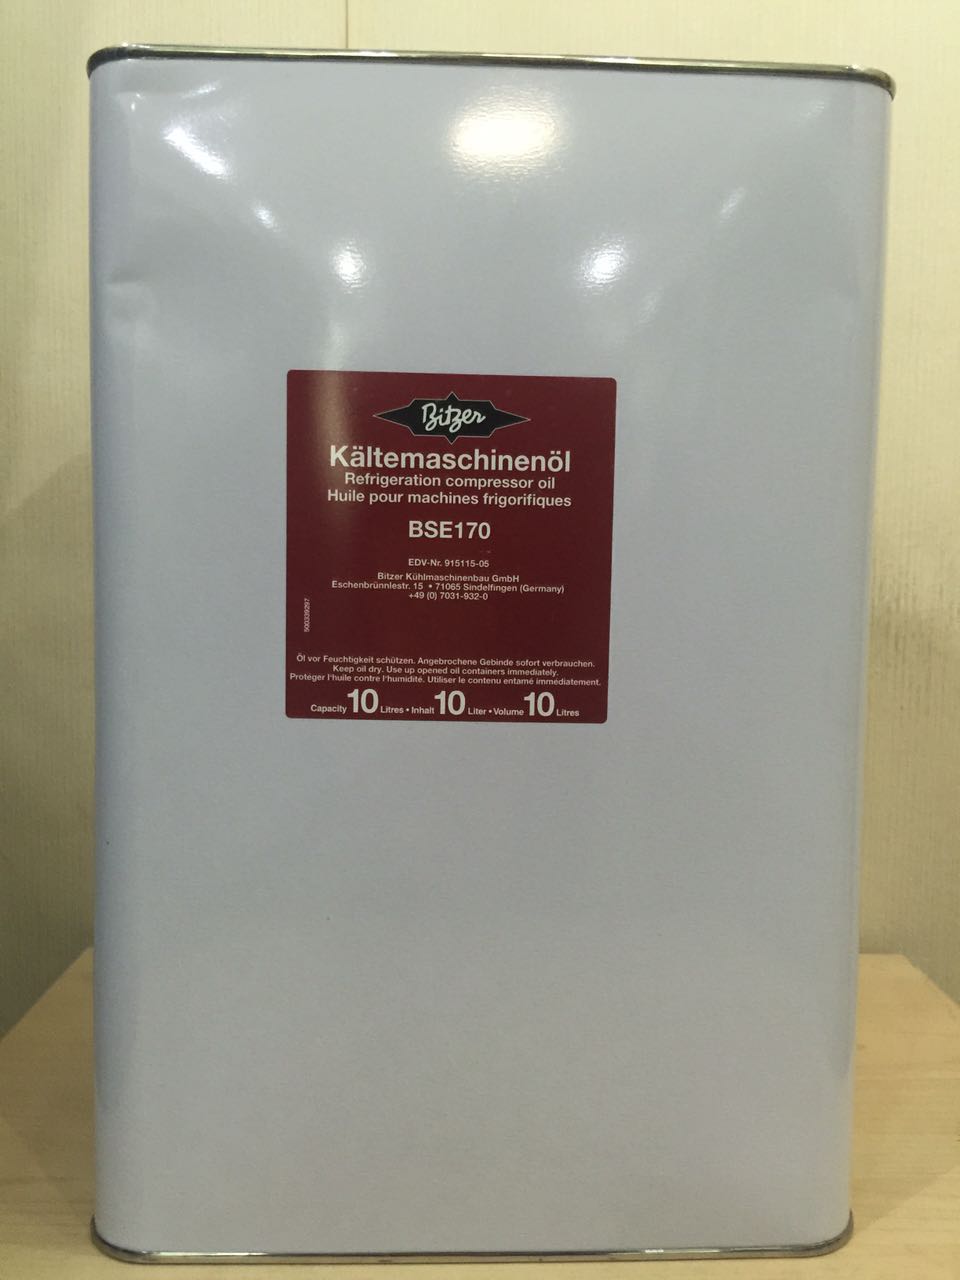 Bitzer
Kältemaschinenöl
Refrigeration compressor oil
Huile pour machines frigorifiques
BSE170
EDV-Nr. 915115-05
Bitzer Kühlmaschinenbau GmbH
Eschenbrünnlestr. 15 • 71065 Sindelfingen (Germany)
+49 (0) 7031-932-0
500339297
Öl vor Feuchtigkeit schützen. Angebrochene Gebinde sofort verbrauchen.
Keep oil dry. Use up opened oil containers immediately.
Protéger l'huile contre l'humidité. Utiliser le contenu entamé immédiatement.
Capacity 10 Litres • Inhalt 10 Liter • Volume 10 Litres